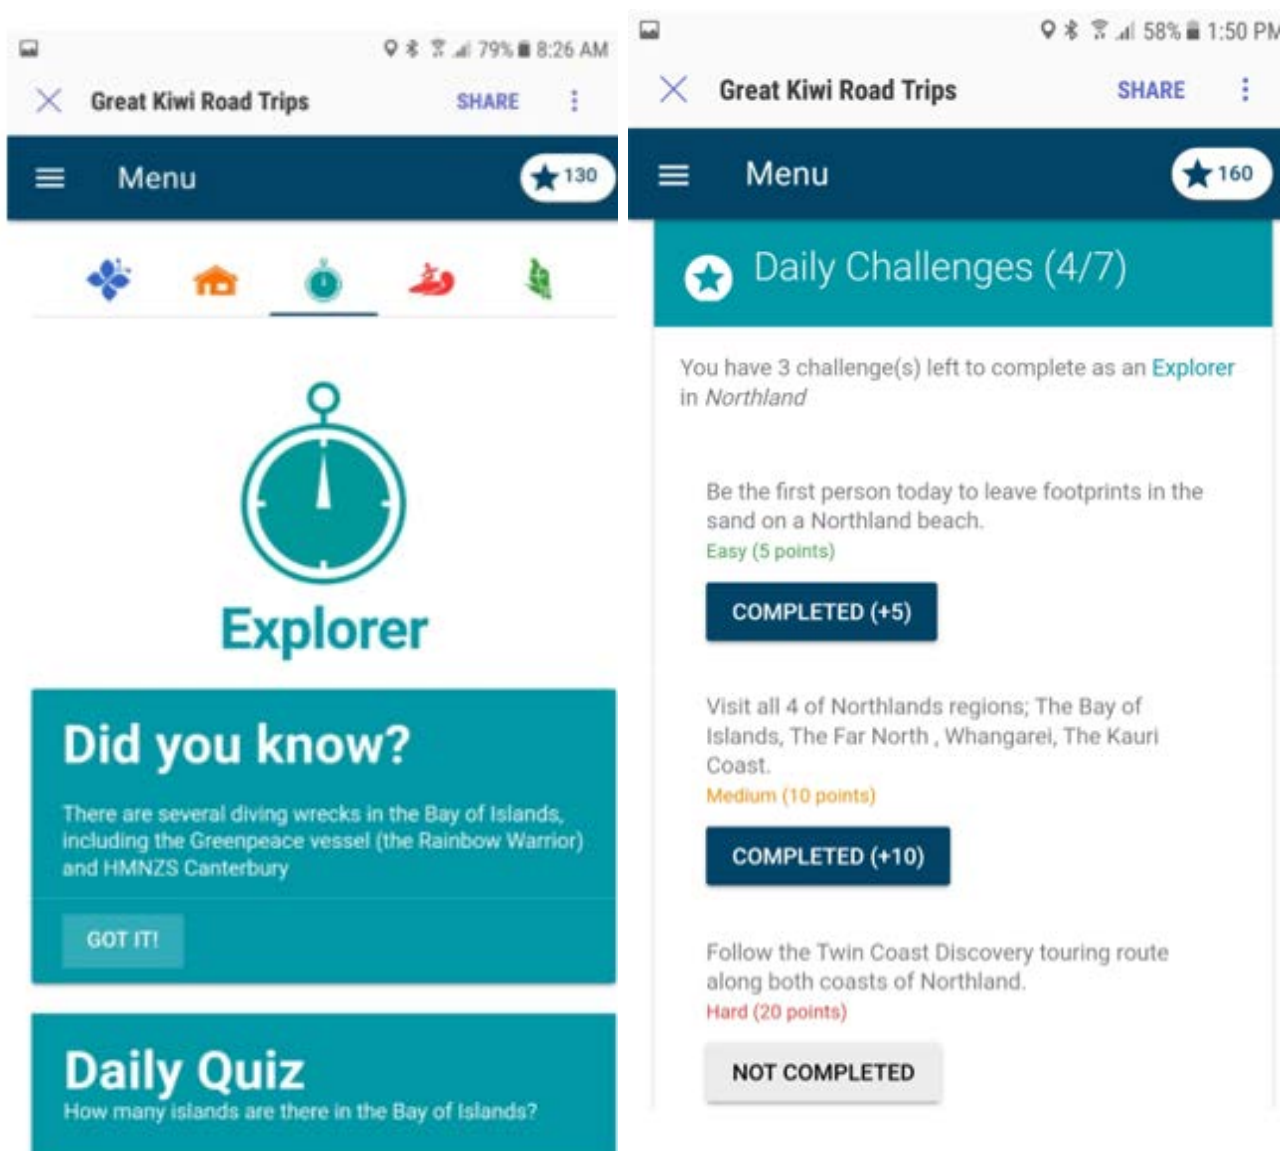 79% 8:26 AM
Great Kiwi Road Trips SHARE
Menu 130
Explorer
Did you know?
There are several diving wrecks in the Bay of Islands,
including the Greenpeace vessel (the Rainbow Warrior)
and HMNZS Canterbury
GOT IT!
Daily Quiz
How many islands are there in the Bay of Islands?
58% 1:50 PM
Great Kiwi Road Trips SHARE
Menu 160
Daily Challenges (4/7)
You have 3 challenge(s) left to complete as an Explorer
in Northland
Be the first person today to leave footprints in the
sand on a Northland beach.
Easy (5 points)
COMPLETED (+5)
Visit all 4 of Northlands regions; The Bay of
Islands, The Far North , Whangarei, The Kauri
Coast.
Medium (10 points)
COMPLETED (+10)
Follow the Twin Coast Discovery touring route
along both coasts of Northland.
Hard (20 points)
NOT COMPLETED